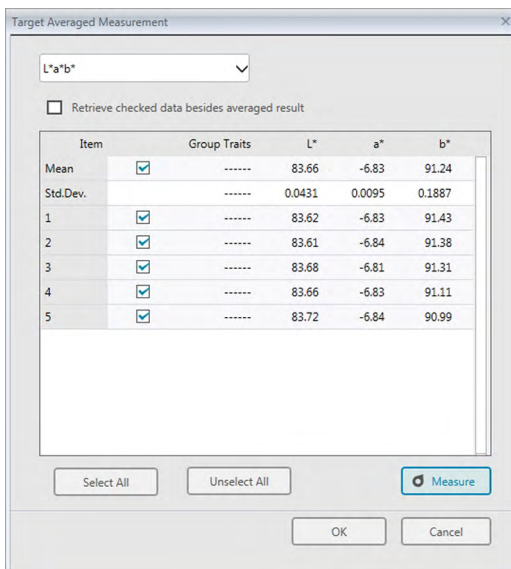 Target Averaged Measurement
L*a*b*
Retrieve checked data besides averaged result
Item Group Traits L* a* b*
Mean ------ 83.66 -6.83 91.24
Std.Dev. ------ 0.0431 0.0095 0.1887
1 ------ 83.62 -6.83 91.43
2 ------ 83.61 -6.84 91.38
3 ------ 83.68 -6.81 91.31
4 ------ 83.66 -6.83 91.11
5 ------ 83.72 -6.84 90.99
Select All Unselect All Measure
OK Cancel